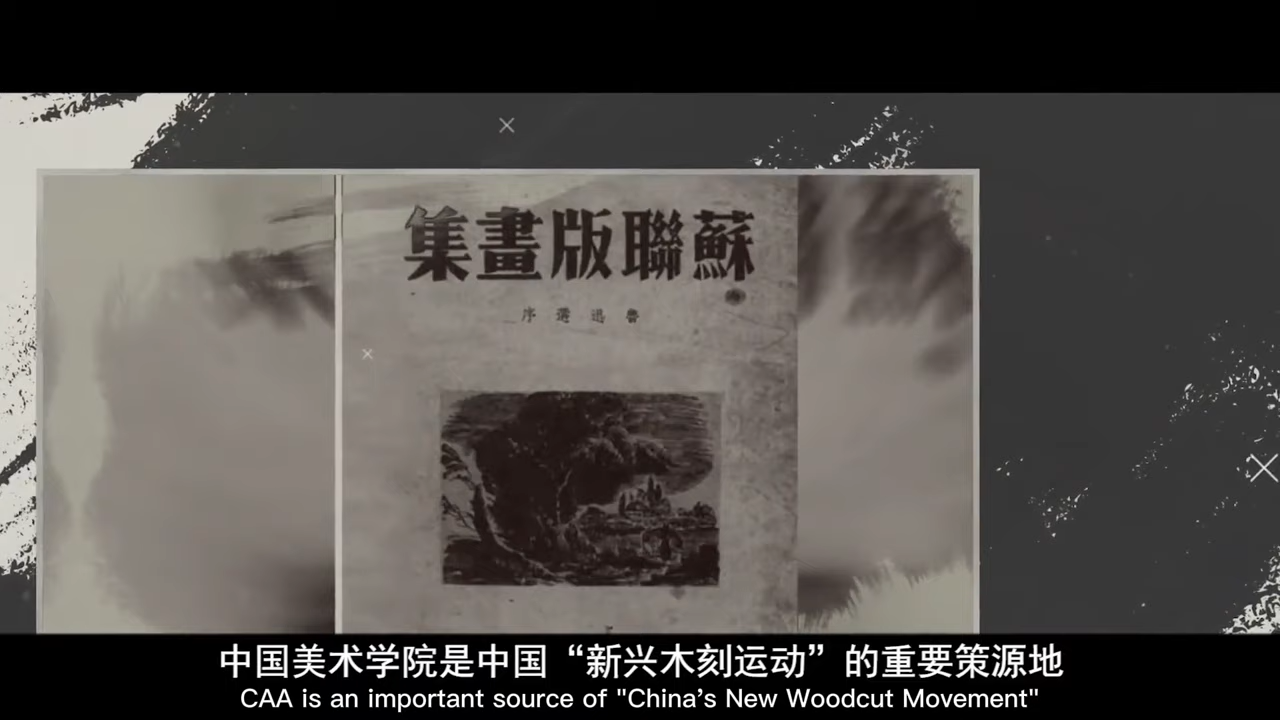 集畫版聯蘇
序選迅魯
中国美术学院是中国“新兴木刻运动”的重要策源地
CAA is an important source of "China's New Woodcut Movement"